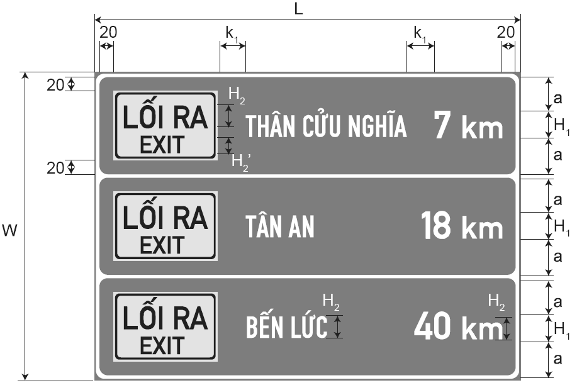 L
20 k₁ k₁ 20
20 H₂ a
LỐI RA THÂN CỬU NGHĨA 7 km H₁
EXIT
20 H₂' a
W
LỐI RA TÂN AN 18 km a
EXIT H₁
a
LỐI RA BẾN LỨC H₂ 40 km H₂ a
EXIT H₁
a